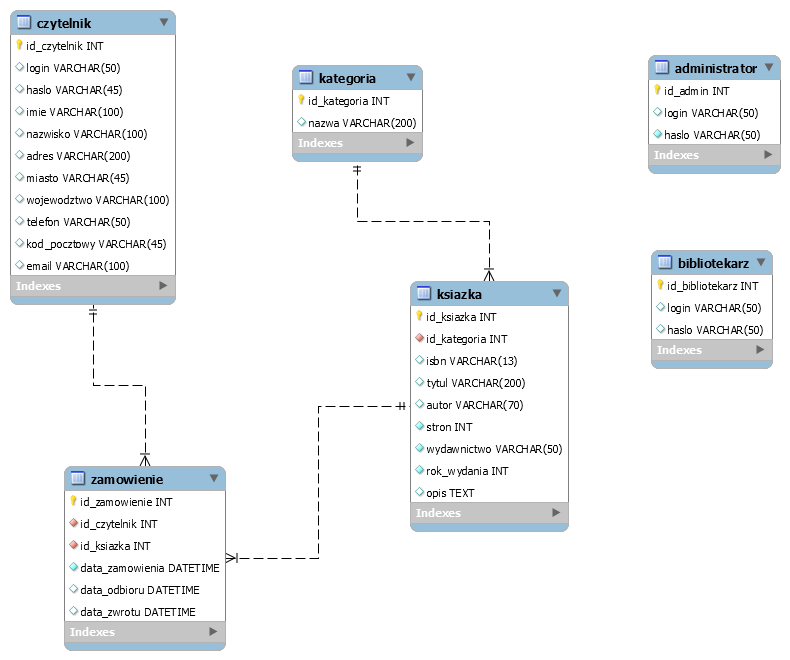 czytelnik
id_czytelnik INT
login VARCHAR(50)
haslo VARCHAR(45)
imie VARCHAR(100)
nazwisko VARCHAR(100)
adres VARCHAR(200)
miasto VARCHAR(45)
wojewodztwo VARCHAR(100)
telefon VARCHAR(50)
kod_pocztowy VARCHAR(45)
email VARCHAR(100)
Indexes
kategoria
id_kategoria INT
nazwa VARCHAR(200)
Indexes
administrator
id_admin INT
login VARCHAR(50)
haslo VARCHAR(50)
Indexes
bibliotekarz
id_bibliotekarz INT
login VARCHAR(50)
haslo VARCHAR(50)
Indexes
ksiazka
id_ksiazka INT
id_kategoria INT
isbn VARCHAR(13)
tytul VARCHAR(200)
autor VARCHAR(70)
stron INT
wydawnictwo VARCHAR(50)
rok_wydania INT
opis TEXT
Indexes
zamowienie
id_zamowienie INT
id_czytelnik INT
id_ksiazka INT
data_zamowienia DATETIME
data_odbioru DATETIME
data_zwrotu DATETIME
Indexes